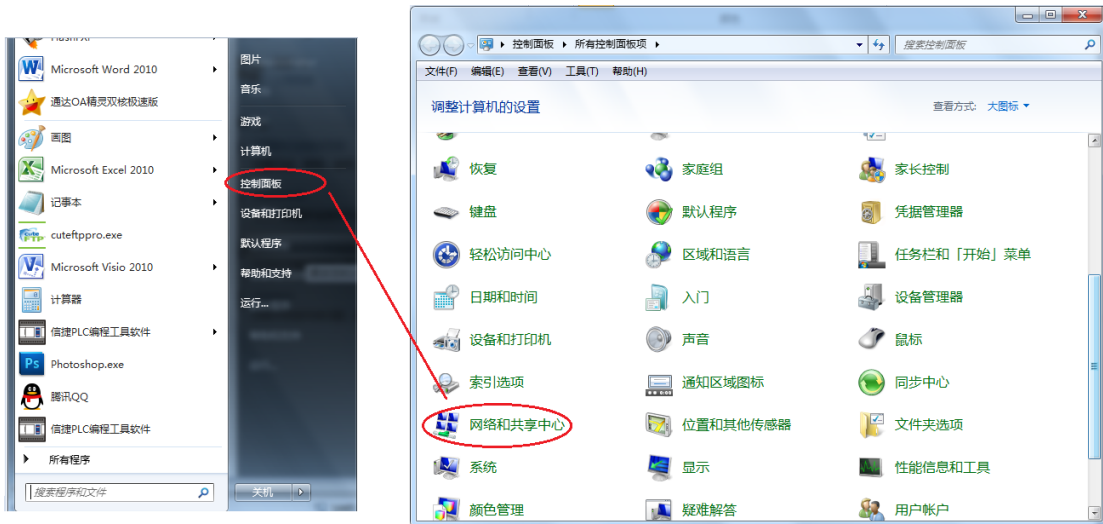 Microsoft Word 2010
通达OA精灵双核极速版
画图
Microsoft Excel 2010
记事本
cuteftppro.exe
Microsoft Visio 2010
计算器
信捷PLC编程工具软件
Photoshop.exe
腾讯QQ
信捷PLC编程工具软件
所有程序
搜索程序和文件
图片
音乐
游戏
计算机
控制面板
设备和打印机
默认程序
帮助和支持
运行...
关机
控制面板 所有控制面板项
搜索控制面板
文件(F) 编辑(E) 查看(V) 工具(T) 帮助(H)
调整计算机的设置
查看方式: 大图标
恢复 家庭组 家长控制
键盘 默认程序 凭据管理器
轻松访问中心 区域和语言 任务栏和「开始」菜单
日期和时间 入门 设备管理器
设备和打印机 声音 鼠标
索引选项 通知区域图标 同步中心
网络和共享中心 位置和其他传感器 文件夹选项
系统 显示 性能信息和工具
颜色管理 疑难解答 用户帐户